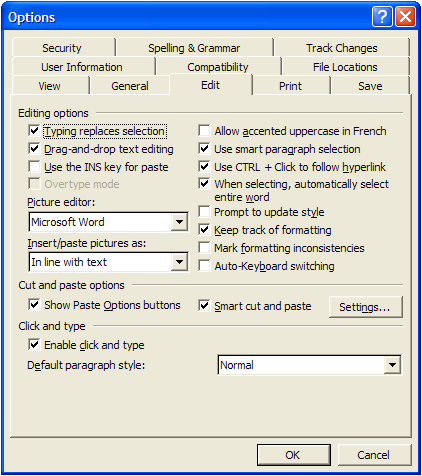 Options
Security Spelling & Grammar Track Changes
User Information Compatibility File Locations
View General Edit Print Save
Editing options
Typing replaces selection
Drag-and-drop text editing
Use the INS key for paste
Overtype mode
Picture editor:
Microsoft Word
Insert/paste pictures as:
In line with text
Allow accented uppercase in French
Use smart paragraph selection
Use CTRL + Click to follow hyperlink
When selecting, automatically select
entire word
Prompt to update style
Keep track of formatting
Mark formatting inconsistencies
Auto-Keyboard switching
Cut and paste options
Show Paste Options buttons Smart cut and paste Settings...
Click and type
Enable click and type
Default paragraph style: Normal
OK Cancel